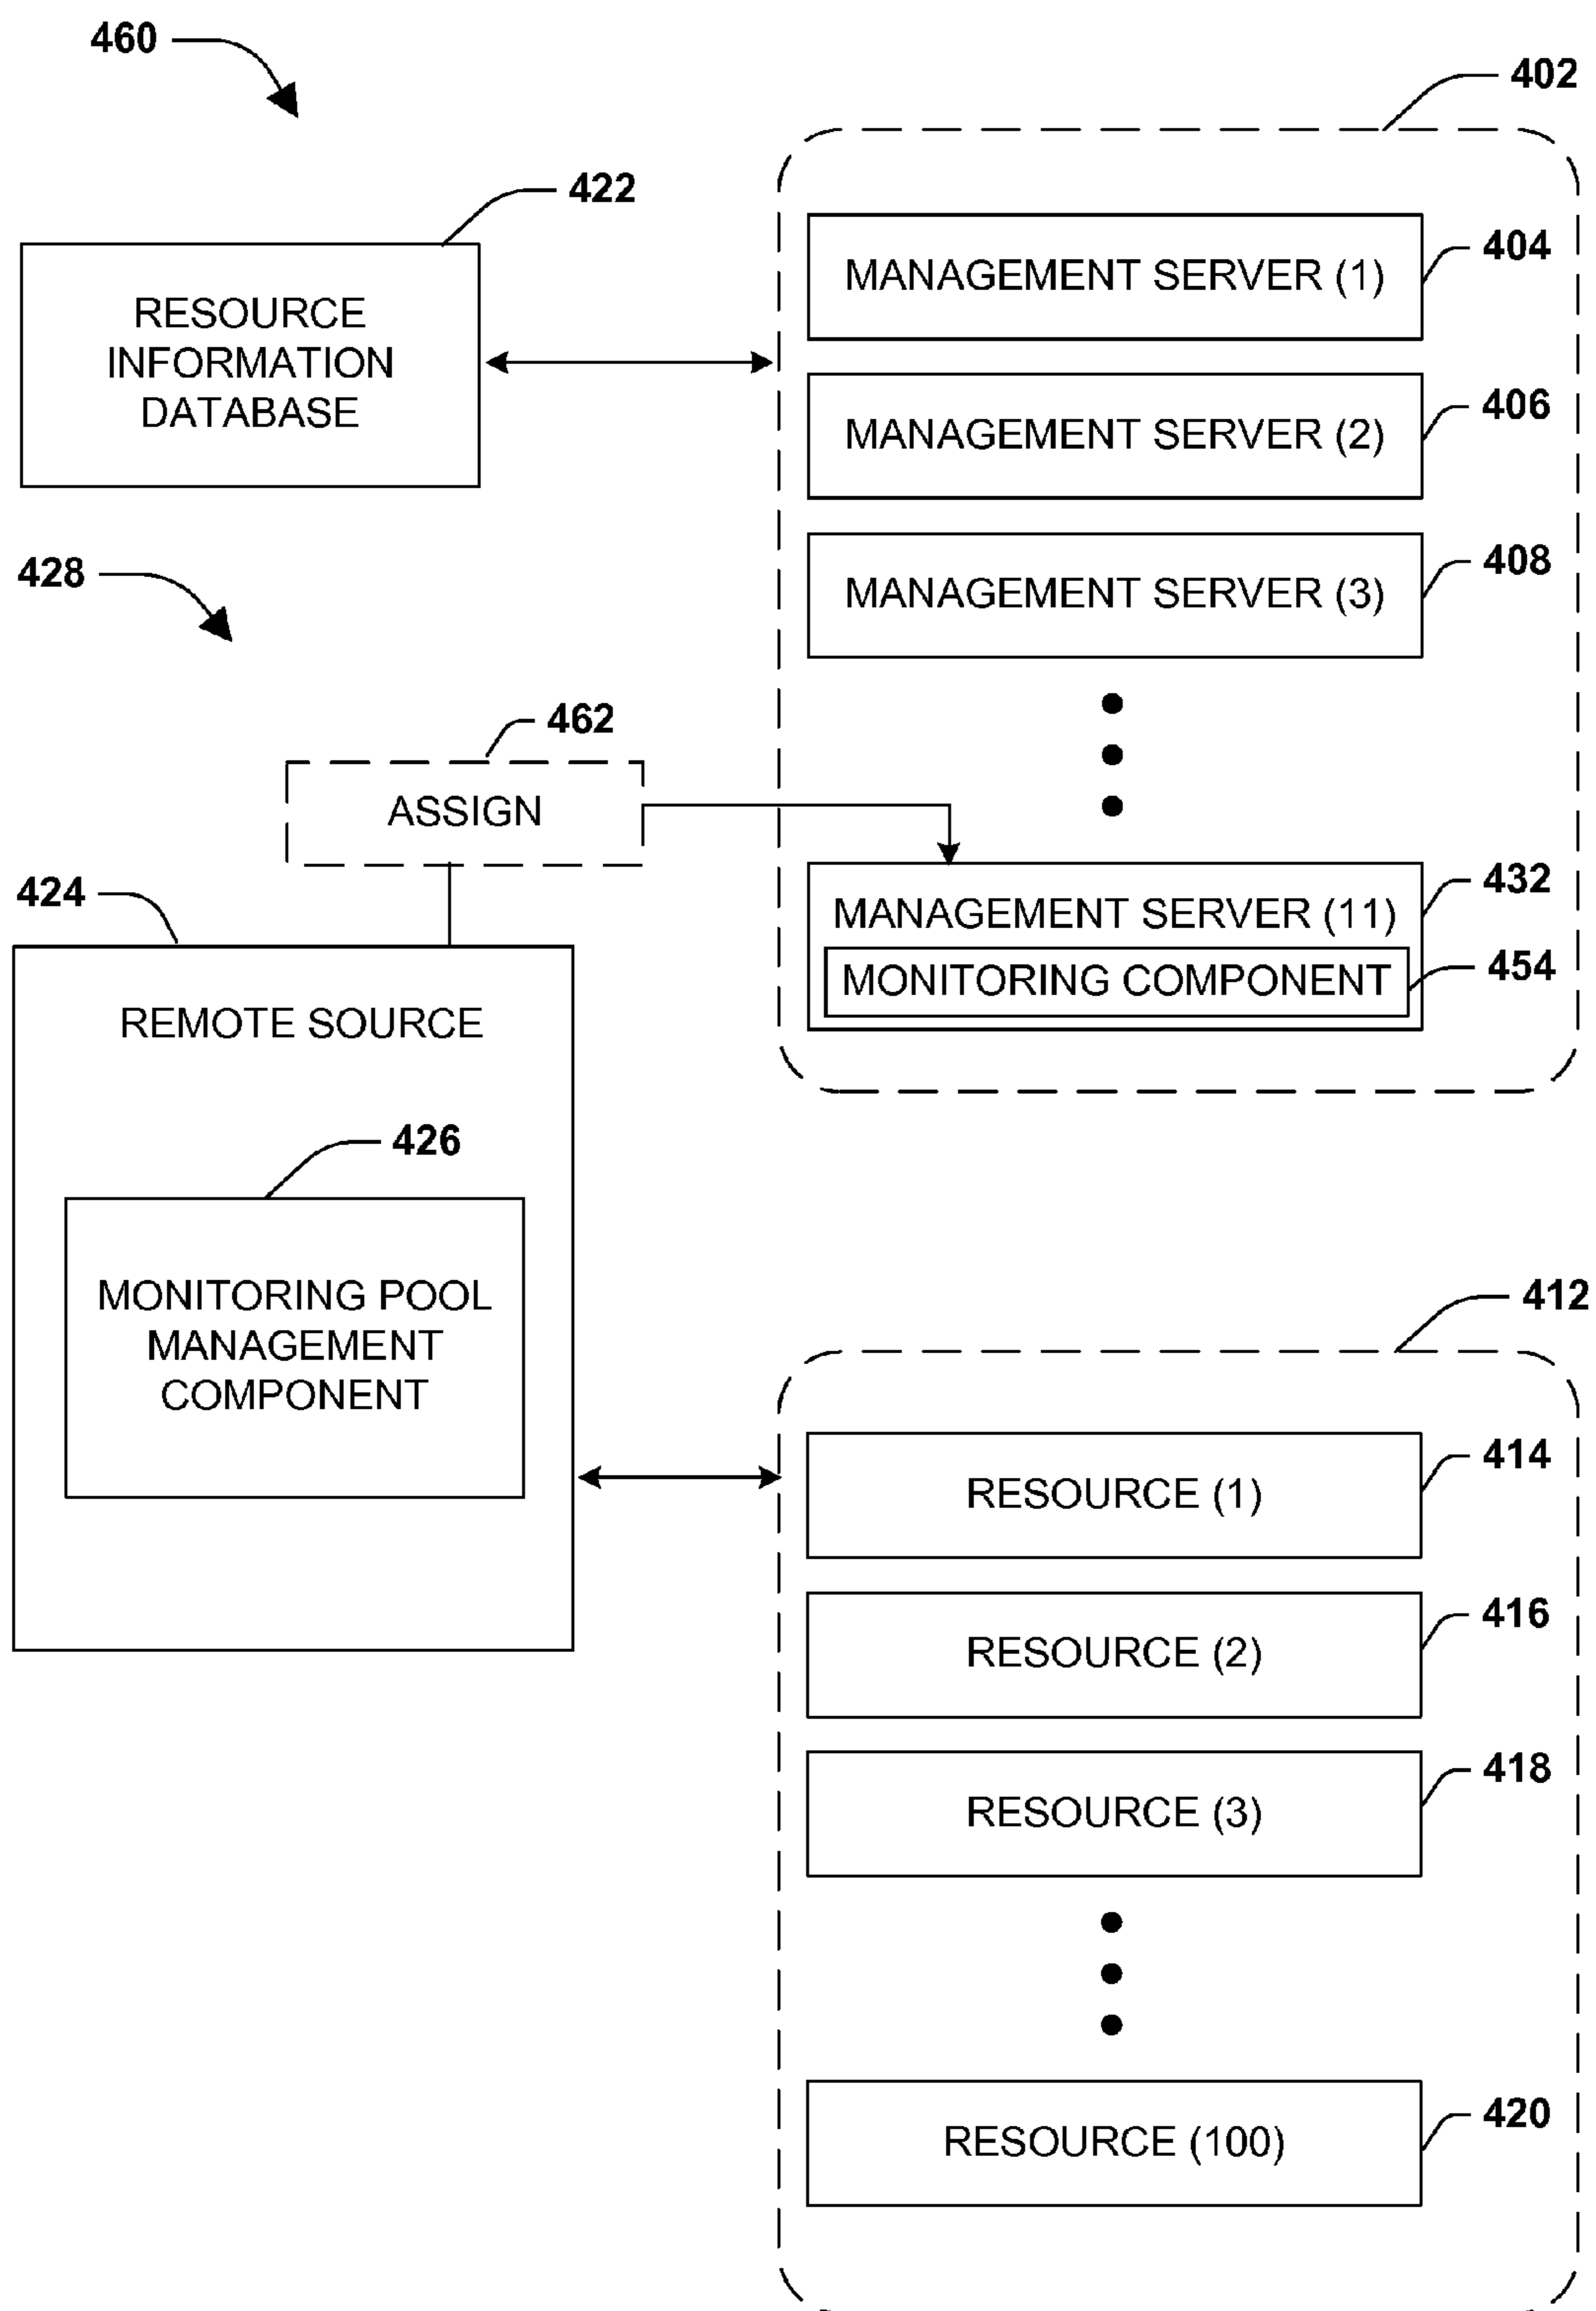 460
402
422
RESOURCE
INFORMATION
DATABASE
MANAGEMENT SERVER (1)
404
MANAGEMENT SERVER (2)
406
MANAGEMENT SERVER (3)
408
428
462
ASSIGN
424
MANAGEMENT SERVER (11)
432
MONITORING COMPONENT
454
REMOTE SOURCE
426
MONITORING POOL
MANAGEMENT
COMPONENT
412
RESOURCE (1)
414
RESOURCE (2)
416
RESOURCE (3)
418
RESOURCE (100)
420